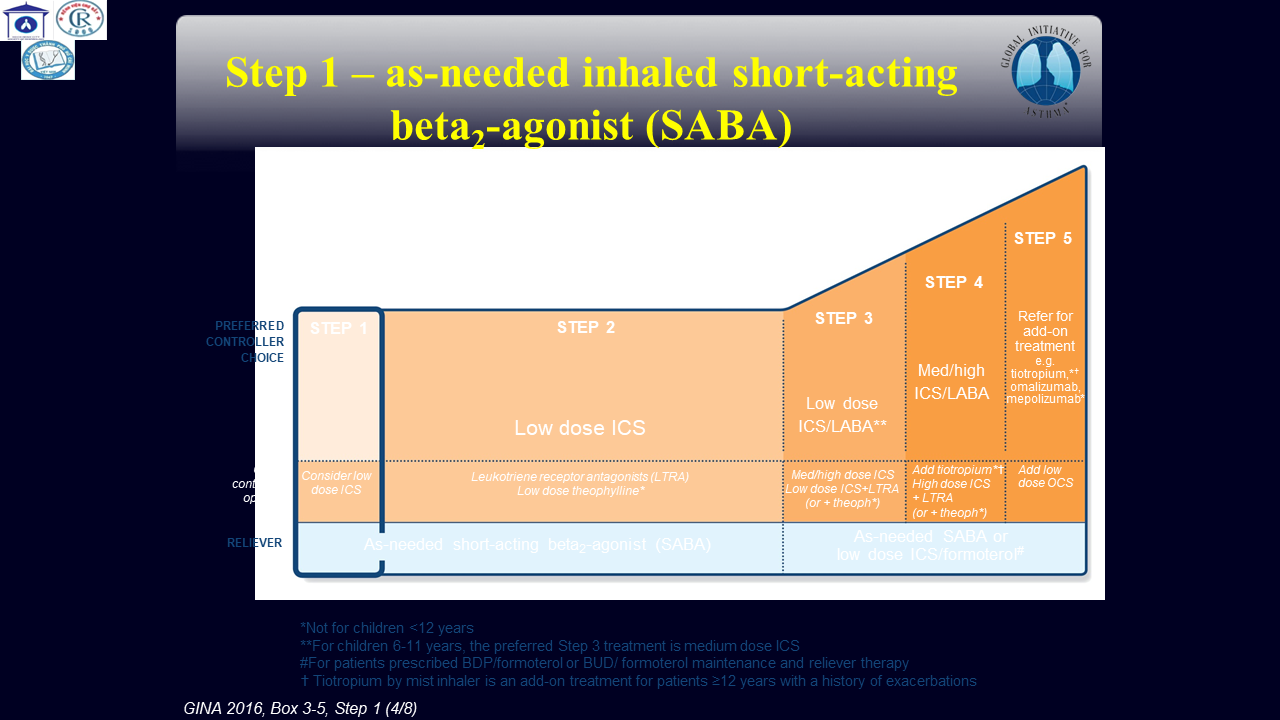 Step 1 – as-needed inhaled short-acting
beta2-agonist (SABA)
GLOBAL INITIATIVE FOR
ASTHMA
PREFERRED
CONTROLLER
CHOICE
STEP 1
STEP 2
Low dose ICS
STEP 3
Low dose
ICS/LABA**
STEP 4
Med/high
ICS/LABA
STEP 5
Refer for
add-on
treatment
e.g.
tiotropium,*†
omalizumab,
mepolizumab*
Consider low
dose ICS
Leukotriene receptor antagonists (LTRA)
Low dose theophylline*
Med/high dose ICS
Low dose ICS+LTRA
(or + theoph*)
Add tiotropium*†
High dose ICS
+ LTRA
(or + theoph*)
Add low
dose OCS
RELIEVER
As-needed short-acting beta2-agonist (SABA)
As-needed SABA or
low dose ICS/formoterol#
*Not for children <12 years
**For children 6-11 years, the preferred Step 3 treatment is medium dose ICS
#For patients prescribed BDP/formoterol or BUD/ formoterol maintenance and reliever therapy
† Tiotropium by mist inhaler is an add-on treatment for patients ≥12 years with a history of exacerbations
GINA 2016, Box 3-5, Step 1 (4/8)